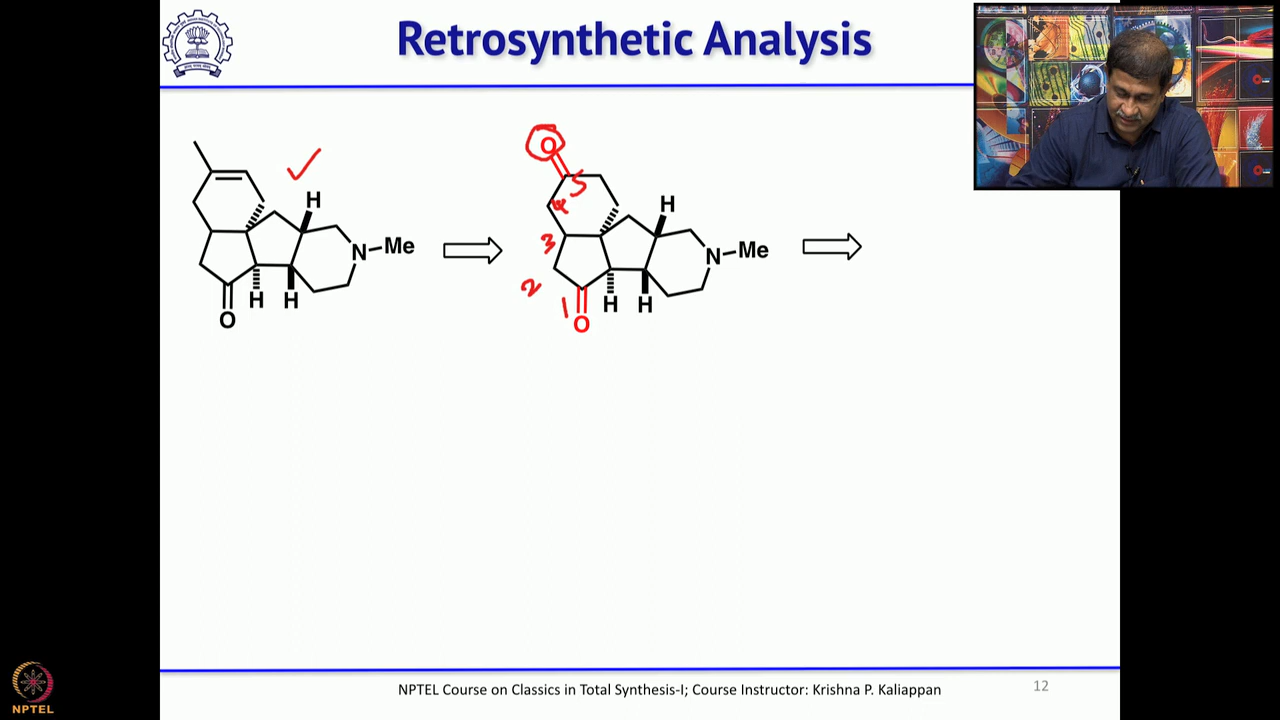 Retrosynthetic Analysis
H
N
Me
O
H
H
O
5
4
3
2
1
H
N
Me
O
H
H
NPTEL Course on Classics in Total Synthesis-I; Course Instructor: Krishna P. Kaliappan
12
NPTEL